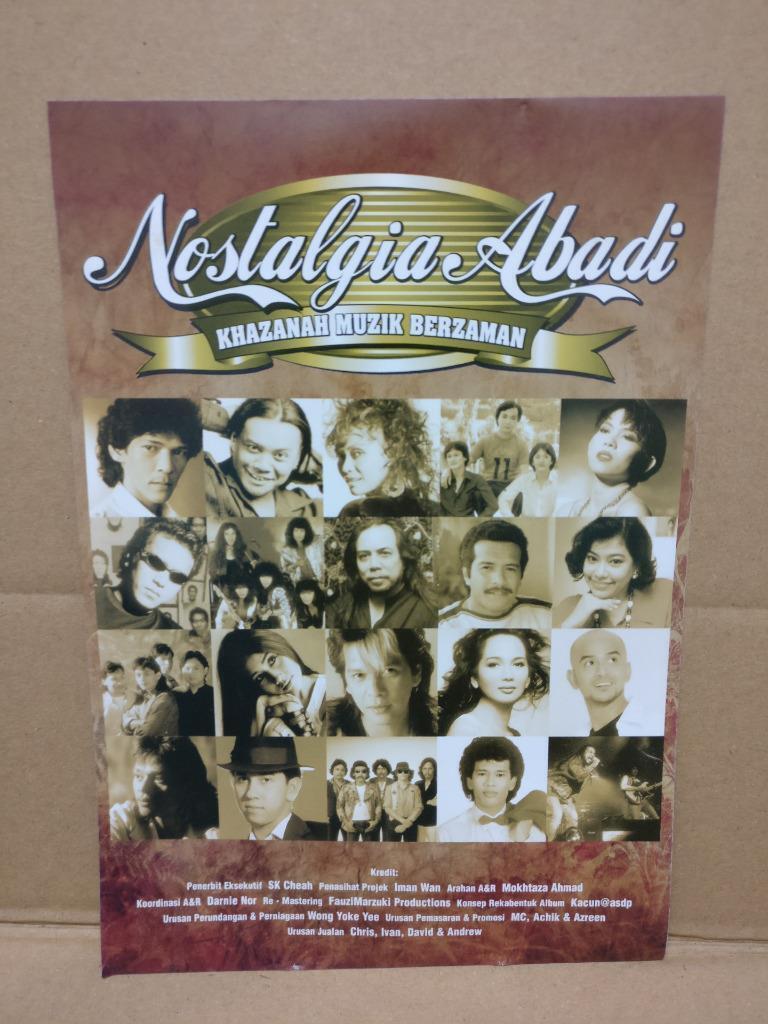 Nostalgia Abadi
KHAZANAH MUZIK BERZAMAN
11
Kredit:
Penerbit Eksekutif SK Cheah Penasihat Projek Iman Wan Arahan A&R Mokhtaza Ahmad
Koordinasi A&R Darnie Nor Re - Mastering FauziMarzuki Productions Konsep Rekabentuk Album Kacun@asdp
Urusan Perundangan & Perniagaan Wong Yoke Yee Urusan Pemasaran & Promosi MC, Achik & Azreen
Urusan Jualan Chris, Ivan, David & Andrew